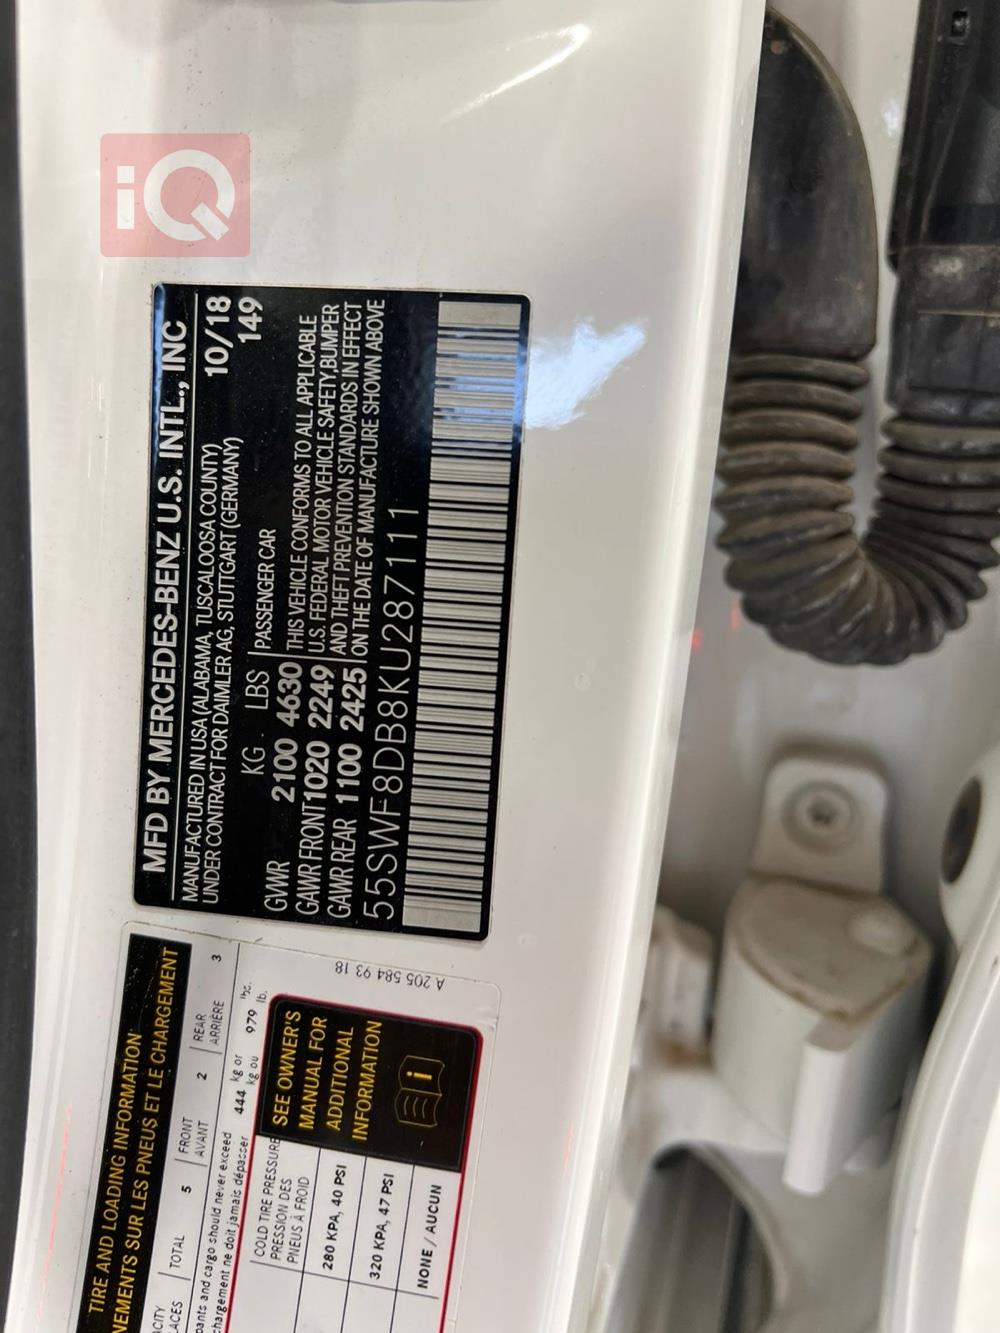 iQ
MFD BY MERCEDES-BENZ U.S. INT'L., INC
MANUFACTURED IN USA (ALABAMA, TUSCALOOSA COUNTY)
UNDER CONTRACT FOR DAIMLER AG, STUTTGART (GERMANY)
10/18
149
KG LBS
GWR 2100 4630
GAWR FRONT 1020 2249
GAWR REAR 1100 2425
PASSENGER CAR
THIS VEHICLE CONFORMS TO ALL APPLICABLE
U.S. FEDERAL MOTOR VEHICLE SAFETY,BUMPER
AND THEFT PREVENTION STANDARDS IN EFFECT
ON THE DATE OF MANUFACTURE SHOWN ABOVE
55SWF8DB8KU287111
TIRE AND LOADING INFORMATION
NEMENTS SUR LES PNEUS ET LE CHARGEMENT
TOTAL 5 FRONT 2 REAR 3
AVANT ARRIÈRE
and cargo should never exceed 444 kg or 979 lb.
ne doit jamais dépasser kg ou lb.
COLD TIRE PRESSURE
PRESSION DES
PNEUS À FROID
280 KPA, 40 PSI
320 KPA, 47 PSI
NONE / AUCUN
SEE OWNER'S
MANUAL FOR
ADDITIONAL
INFORMATION
i
A 205 584 93 18